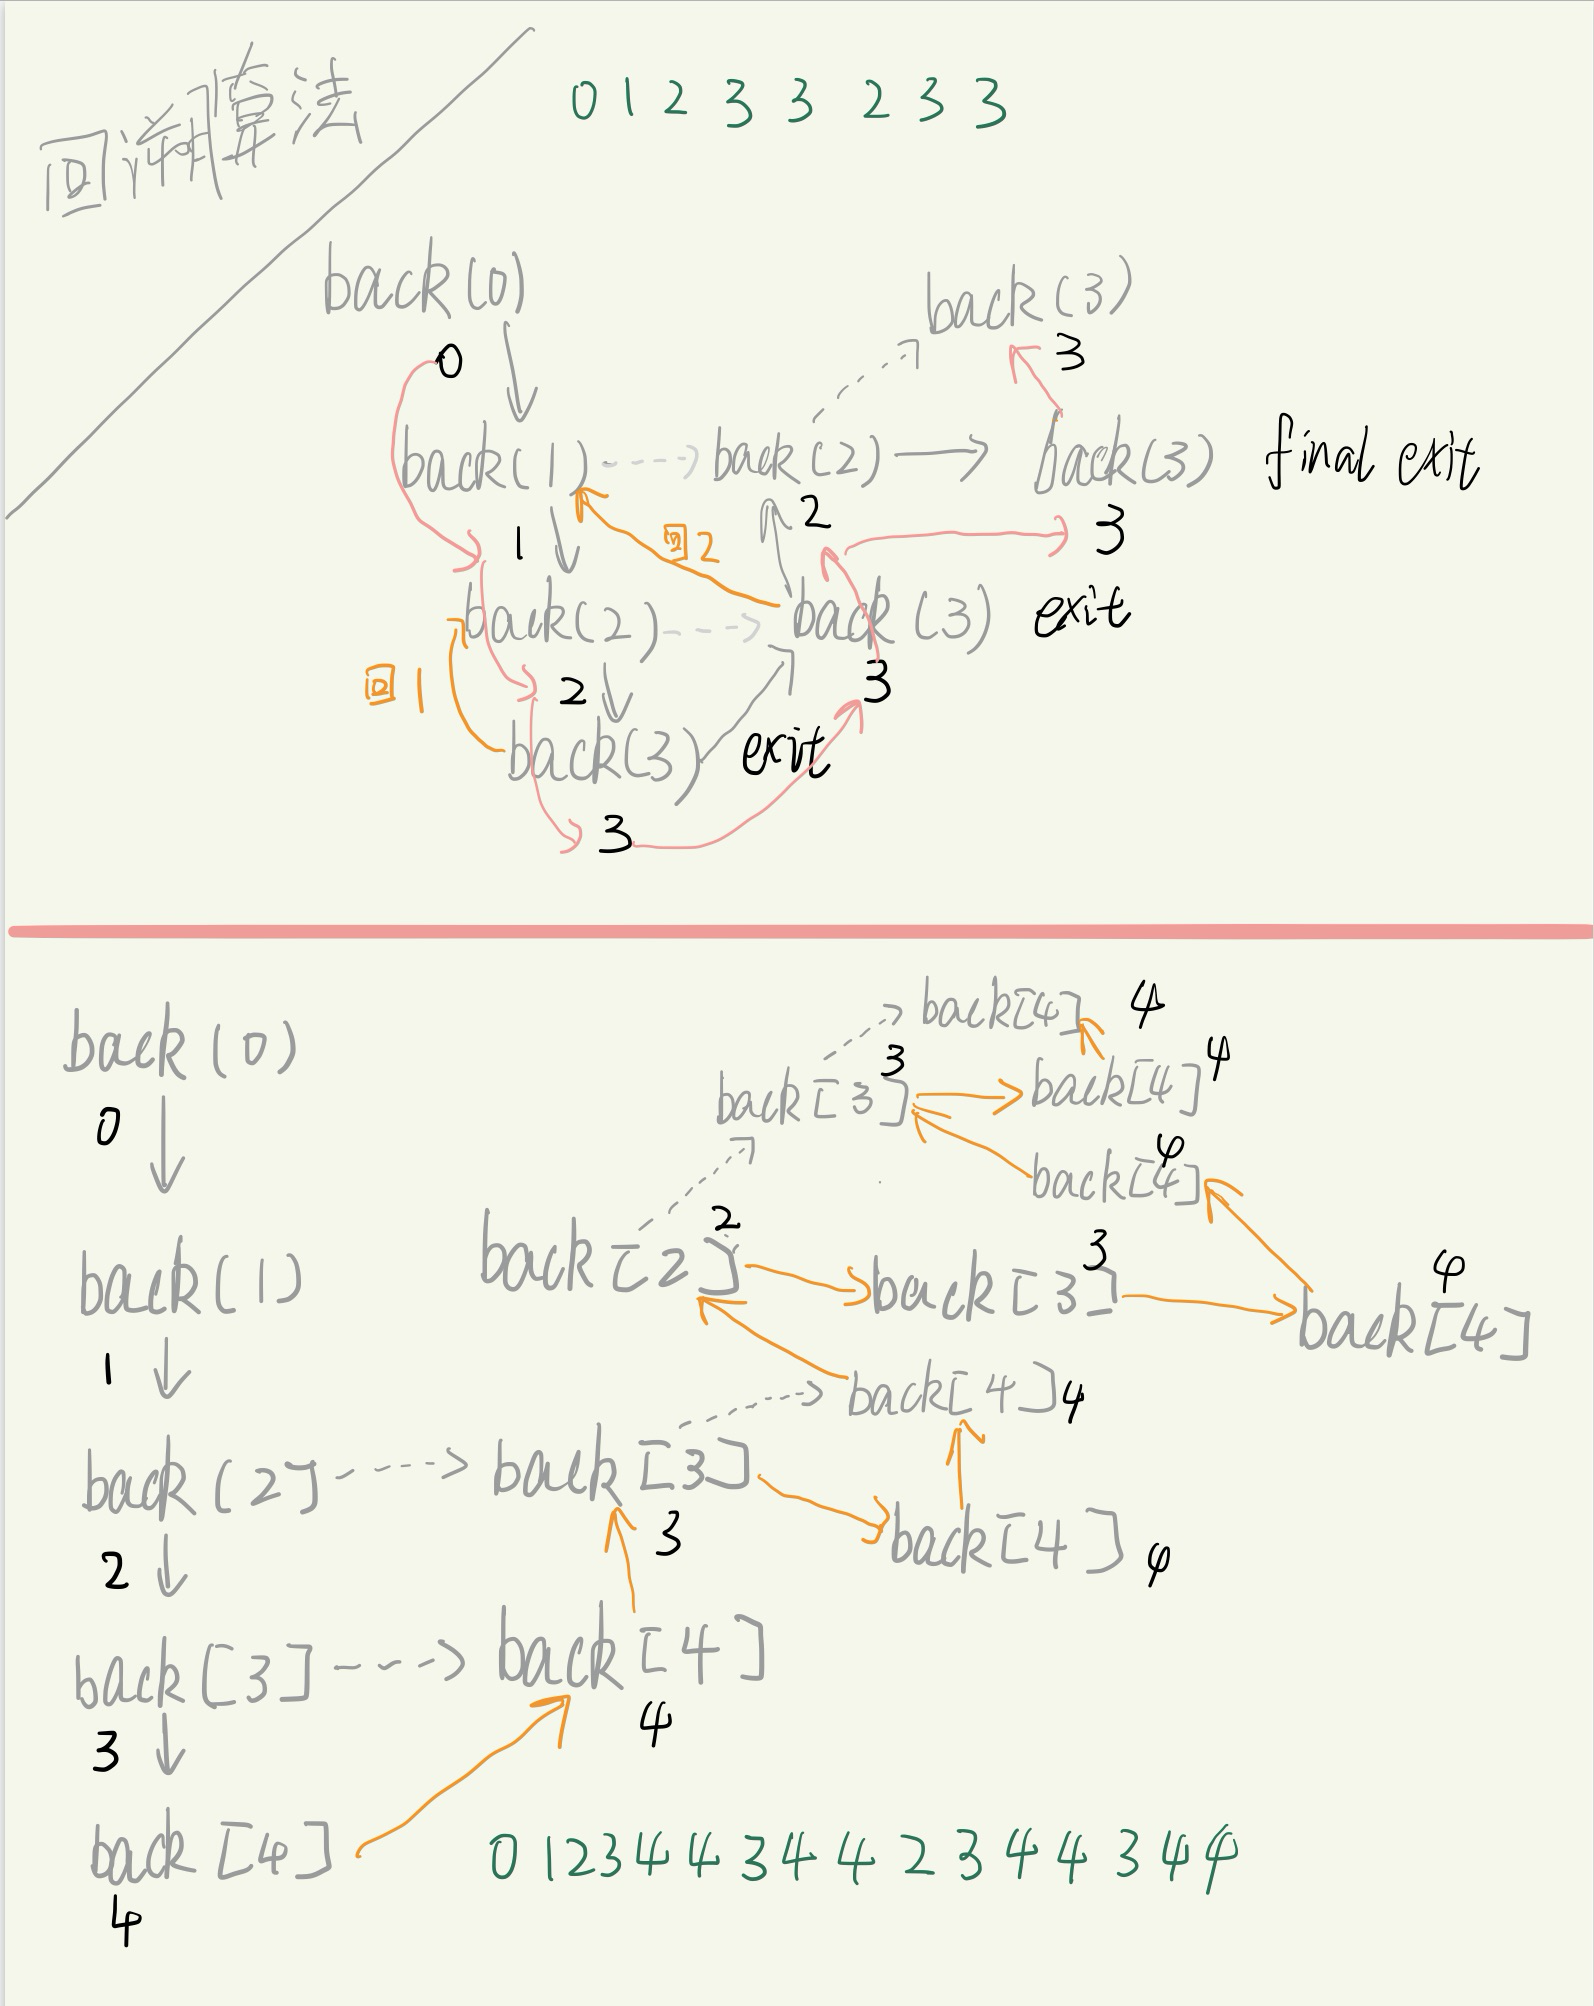 回溯算法
0 1 2 3 3 2 3 3
back(0)
back(3)
0
3
back(1)
back(2)
back(3)
final exit
1
回2
2
3
back(2)
back(3)
exit
回1
2
3
back(3)
exit
3
back[4]
4
back(0)
3
4
back[3]
back[4]
0
4
back[4]
2
3
4
back(1)
back[2]
back[3]
back[4]
1
back[4]
4
back(2]
back[3]
3
back[4]
4
2
back[3]
back[4]
3
4
back[4]
0 1 2 3 4 4 3 4 4 2 3 4 4 3 4 4
4